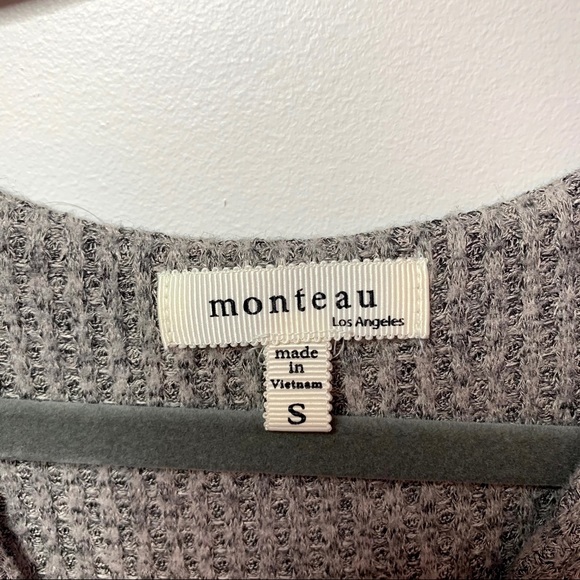 monteau
Los Angeles
made
in
Vietnam
S